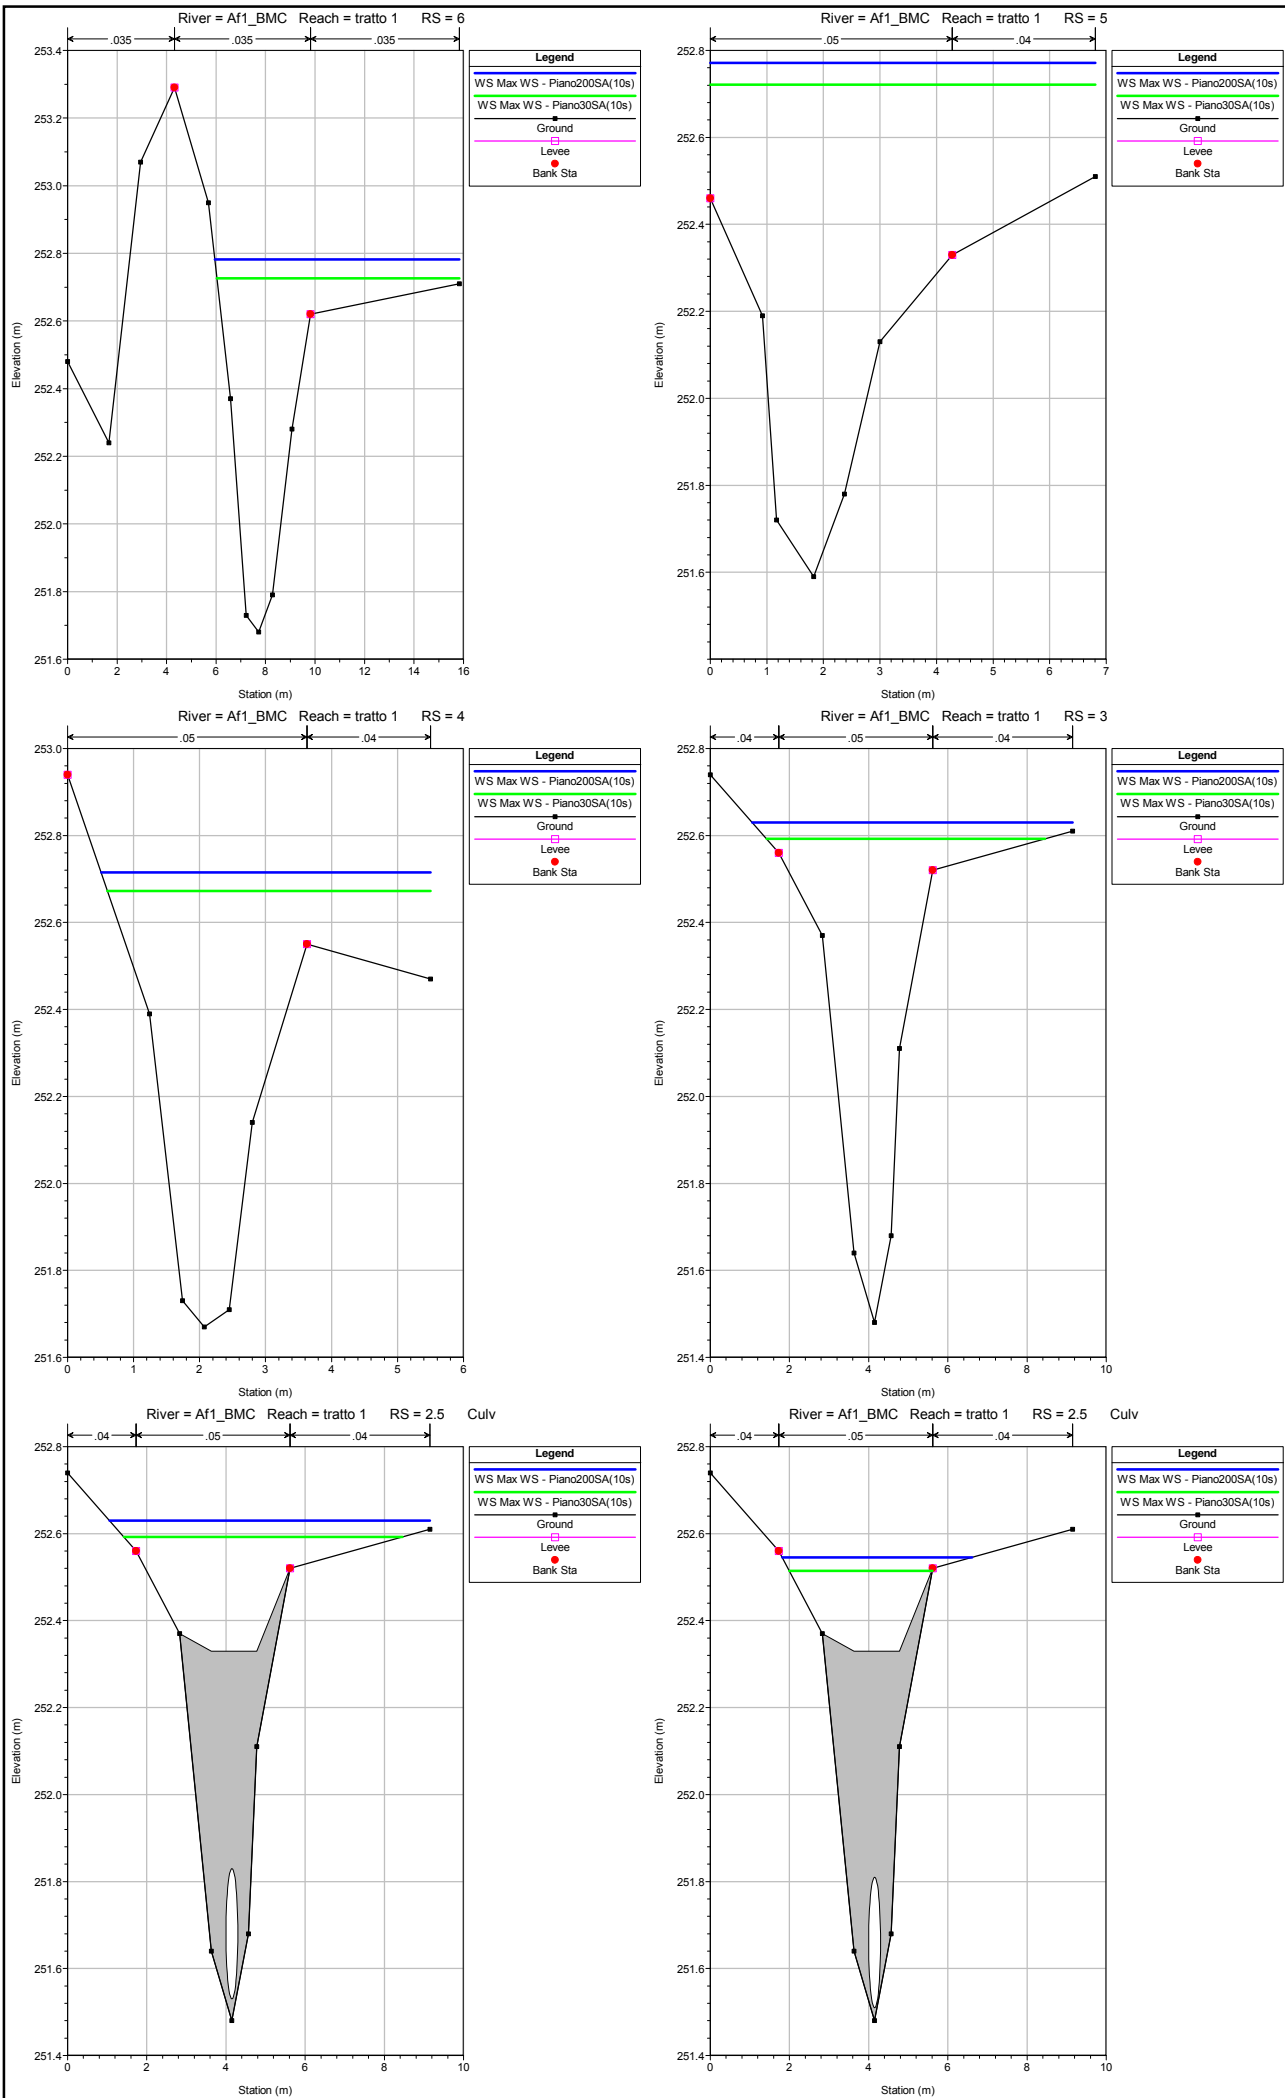 River = Af1_BMC Reach = tratto 1 RS = 6
.035 .035 .035
253.4
253.2
253.0
252.8
252.6
252.4
252.2
252.0
251.8
251.6
Elevation (m)
0 2 4 6 8 10 12 14 16
Station (m)
Legend
WS Max WS - Piano200SA(10s)
WS Max WS - Piano30SA(10s)
Ground
Levee
Bank Sta
River = Af1_BMC Reach = tratto 1 RS = 5
.05 .04
252.8
252.6
252.4
252.2
252.0
251.8
251.6
Elevation (m)
0 1 2 3 4 5 6 7
Station (m)
Legend
WS Max WS - Piano200SA(10s)
WS Max WS - Piano30SA(10s)
Ground
Levee
Bank Sta
River = Af1_BMC Reach = tratto 1 RS = 4
.05 .04
253.0
252.8
252.6
252.4
252.2
252.0
251.8
251.6
Elevation (m)
0 1 2 3 4 5 6
Station (m)
Legend
WS Max WS - Piano200SA(10s)
WS Max WS - Piano30SA(10s)
Ground
Levee
Bank Sta
River = Af1_BMC Reach = tratto 1 RS = 3
.04 .05 .04
252.8
252.6
252.4
252.2
252.0
251.8
251.6
251.4
Elevation (m)
0 2 4 6 8 10
Station (m)
Legend
WS Max WS - Piano200SA(10s)
WS Max WS - Piano30SA(10s)
Ground
Levee
Bank Sta
River = Af1_BMC Reach = tratto 1 RS = 2.5 Culv
.04 .05 .04
252.8
252.6
252.4
252.2
252.0
251.8
251.6
251.4
Elevation (m)
0 2 4 6 8 10
Station (m)
Legend
WS Max WS - Piano200SA(10s)
WS Max WS - Piano30SA(10s)
Ground
Levee
Bank Sta
River = Af1_BMC Reach = tratto 1 RS = 2.5 Culv
.04 .05 .04
252.8
252.6
252.4
252.2
252.0
251.8
251.6
251.4
Elevation (m)
0 2 4 6 8 10
Station (m)
Legend
WS Max WS - Piano200SA(10s)
WS Max WS - Piano30SA(10s)
Ground
Levee
Bank Sta